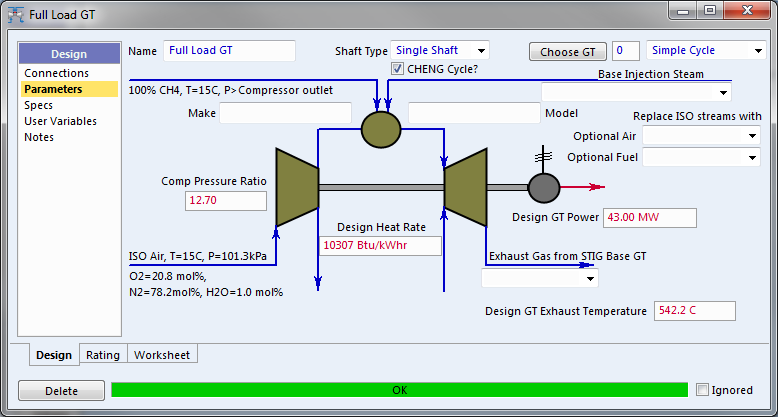 Full Load GT
Design
Connections
Parameters
Specs
User Variables
Notes
Name Full Load GT
Shaft Type Single Shaft
Choose GT 0 Simple Cycle
CHENG Cycle?
Base Injection Steam
100% CH4, T=15C, P> Compressor outlet
Make
Model
Replace ISO streams with
Optional Air
Optional Fuel
Comp Pressure Ratio
12.70
Design GT Power 43.00 MW
Design Heat Rate
10307 Btu/kWhr
ISO Air, T=15C, P=101.3kPa
O2=20.8 mol%,
N2=78.2mol%, H2O=1.0 mol%
Exhaust Gas from STIG Base GT
Design GT Exhaust Temperature 542.2 C
Design Rating Worksheet
Delete OK Ignored